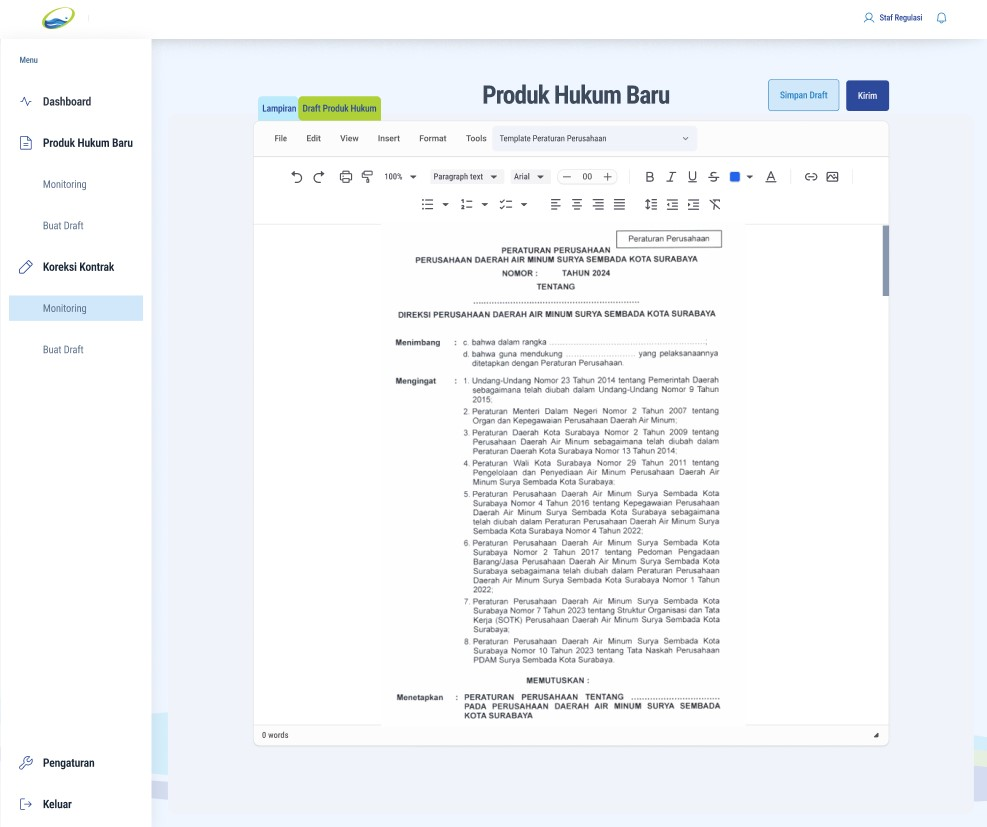 Staf Regulasi
Menu
Dashboard
Produk Hukum Baru
Monitoring
Buat Draft
Koreksi Kontrak
Monitoring
Buat Draft
Pengaturan
Keluar
Produk Hukum Baru
Simpan Draft
Kirim
Lampiran
Draft Produk Hukum
File Edit View Insert Format Tools Template Peraturan Perusahaan
100% Paragraph text Arial 00 B I U S A
Peraturan Perusahaan
PERATURAN PERUSAHAAN
PERUSAHAAN DAERAH AIR MINUM SURYA SEMBADA KOTA SURABAYA
NOMOR : TAHUN 2024
TENTANG
..............................................................
DIREKSI PERUSAHAAN DAERAH AIR MINUM SURYA SEMBADA KOTA SURABAYA
Menimbang : c. bahwa dalam rangka ..................................................;
d. bahwa guna mendukung ........................ yang pelaksanaannya
ditetapkan dengan Peraturan Perusahaan.
Mengingat : 1. Undang-Undang Nomor 23 Tahun 2014 tentang Pemerintah Daerah
sebagaimana telah diubah dalam Undang-Undang Nomor 9 Tahun
2015;
2. Peraturan Menteri Dalam Negeri Nomor 2 Tahun 2007 tentang
Organ dan Kepegawaian Perusahaan Daerah Air Minum;
3. Peraturan Daerah Kota Surabaya Nomor 2 Tahun 2009 tentang
Perusahaan Daerah Air Minum sebagaimana telah diubah dalam
Peraturan Daerah Kota Surabaya Nomor 13 Tahun 2014;
4. Peraturan Wali Kota Surabaya Nomor 29 Tahun 2011 tentang
Pengelolaan dan Penyediaan Air Minum Perusahaan Daerah Air
Minum Surya Sembada Kota Surabaya;
5. Peraturan Perusahaan Daerah Air Minum Surya Sembada Kota
Surabaya Nomor 4 Tahun 2016 tentang Kepegawaian Perusahaan
Daerah Air Minum Surya Sembada Kota Surabaya sebagaimana
telah diubah dalam Peraturan Perusahaan Daerah Air Minum Surya
Sembada Kota Surabaya Nomor 4 Tahun 2022;
6. Peraturan Perusahaan Daerah Air Minum Surya Sembada Kota
Surabaya Nomor 2 Tahun 2017 tentang Pedoman Pengadaan
Barang/Jasa Perusahaan Daerah Air Minum Surya Sembada Kota
Surabaya sebagaimana telah diubah dalam Peraturan Perusahaan
Daerah Air Minum Surya Sembada Kota Surabaya Nomor 1 Tahun
2022;
7. Peraturan Perusahaan Daerah Air Minum Surya Sembada Kota
Surabaya Nomor 7 Tahun 2023 tentang Struktur Organisasi dan Tata
Kerja (SOTK) Perusahaan Daerah Air Minum Surya Sembada Kota
Surabaya;
8. Peraturan Perusahaan Daerah Air Minum Surya Sembada Kota
Surabaya Nomor 10 Tahun 2023 tentang Tata Naskah Perusahaan
PDAM Surya Sembada Kota Surabaya.
MEMUTUSKAN :
Menetapkan : PERATURAN PERUSAHAAN TENTANG ..............................
PADA PERUSAHAAN DAERAH AIR MINUM SURYA SEMBADA
KOTA SURABAYA
0 words